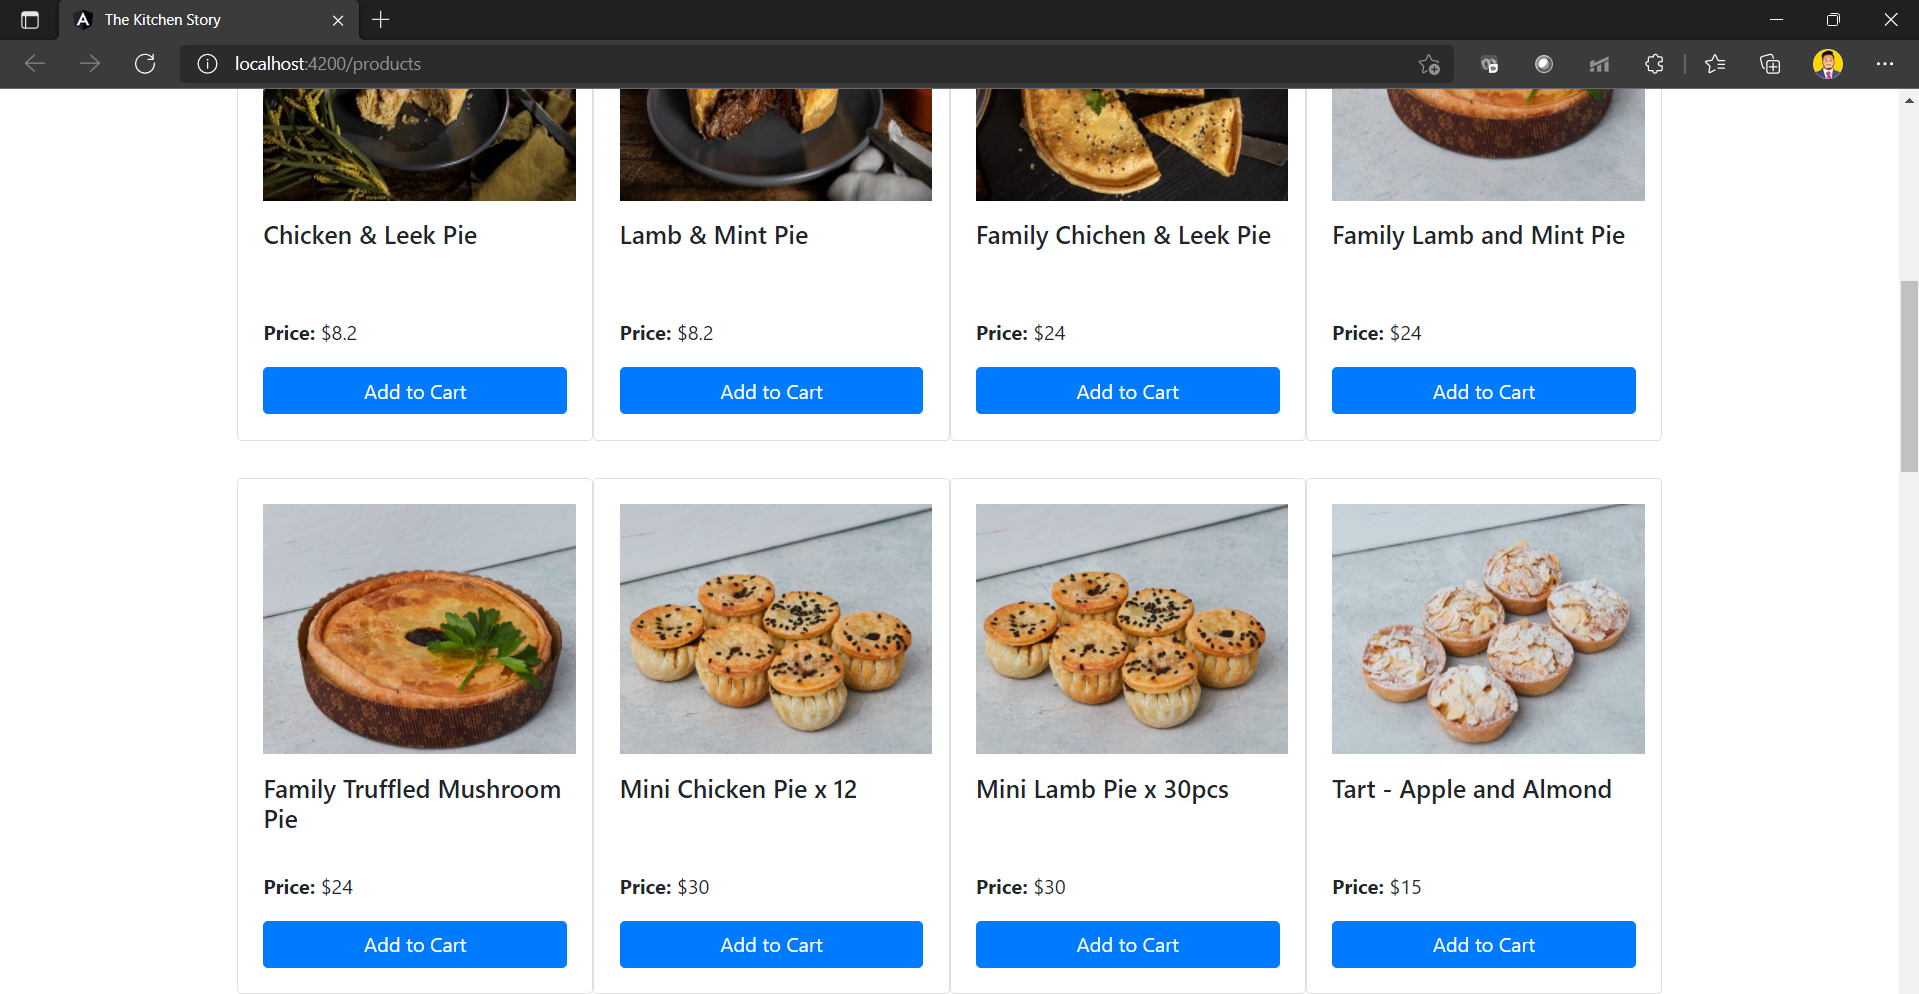 The Kitchen Story
localhost:4200/products
Chicken & Leek Pie
Lamb & Mint Pie
Family Chichen & Leek Pie
Family Lamb and Mint Pie
Price: $8.2
Price: $8.2
Price: $24
Price: $24
Add to Cart
Add to Cart
Add to Cart
Add to Cart
Family Truffled Mushroom
Pie
Mini Chicken Pie x 12
Mini Lamb Pie x 30pcs
Tart - Apple and Almond
Price: $24
Price: $30
Price: $30
Price: $15
Add to Cart
Add to Cart
Add to Cart
Add to Cart